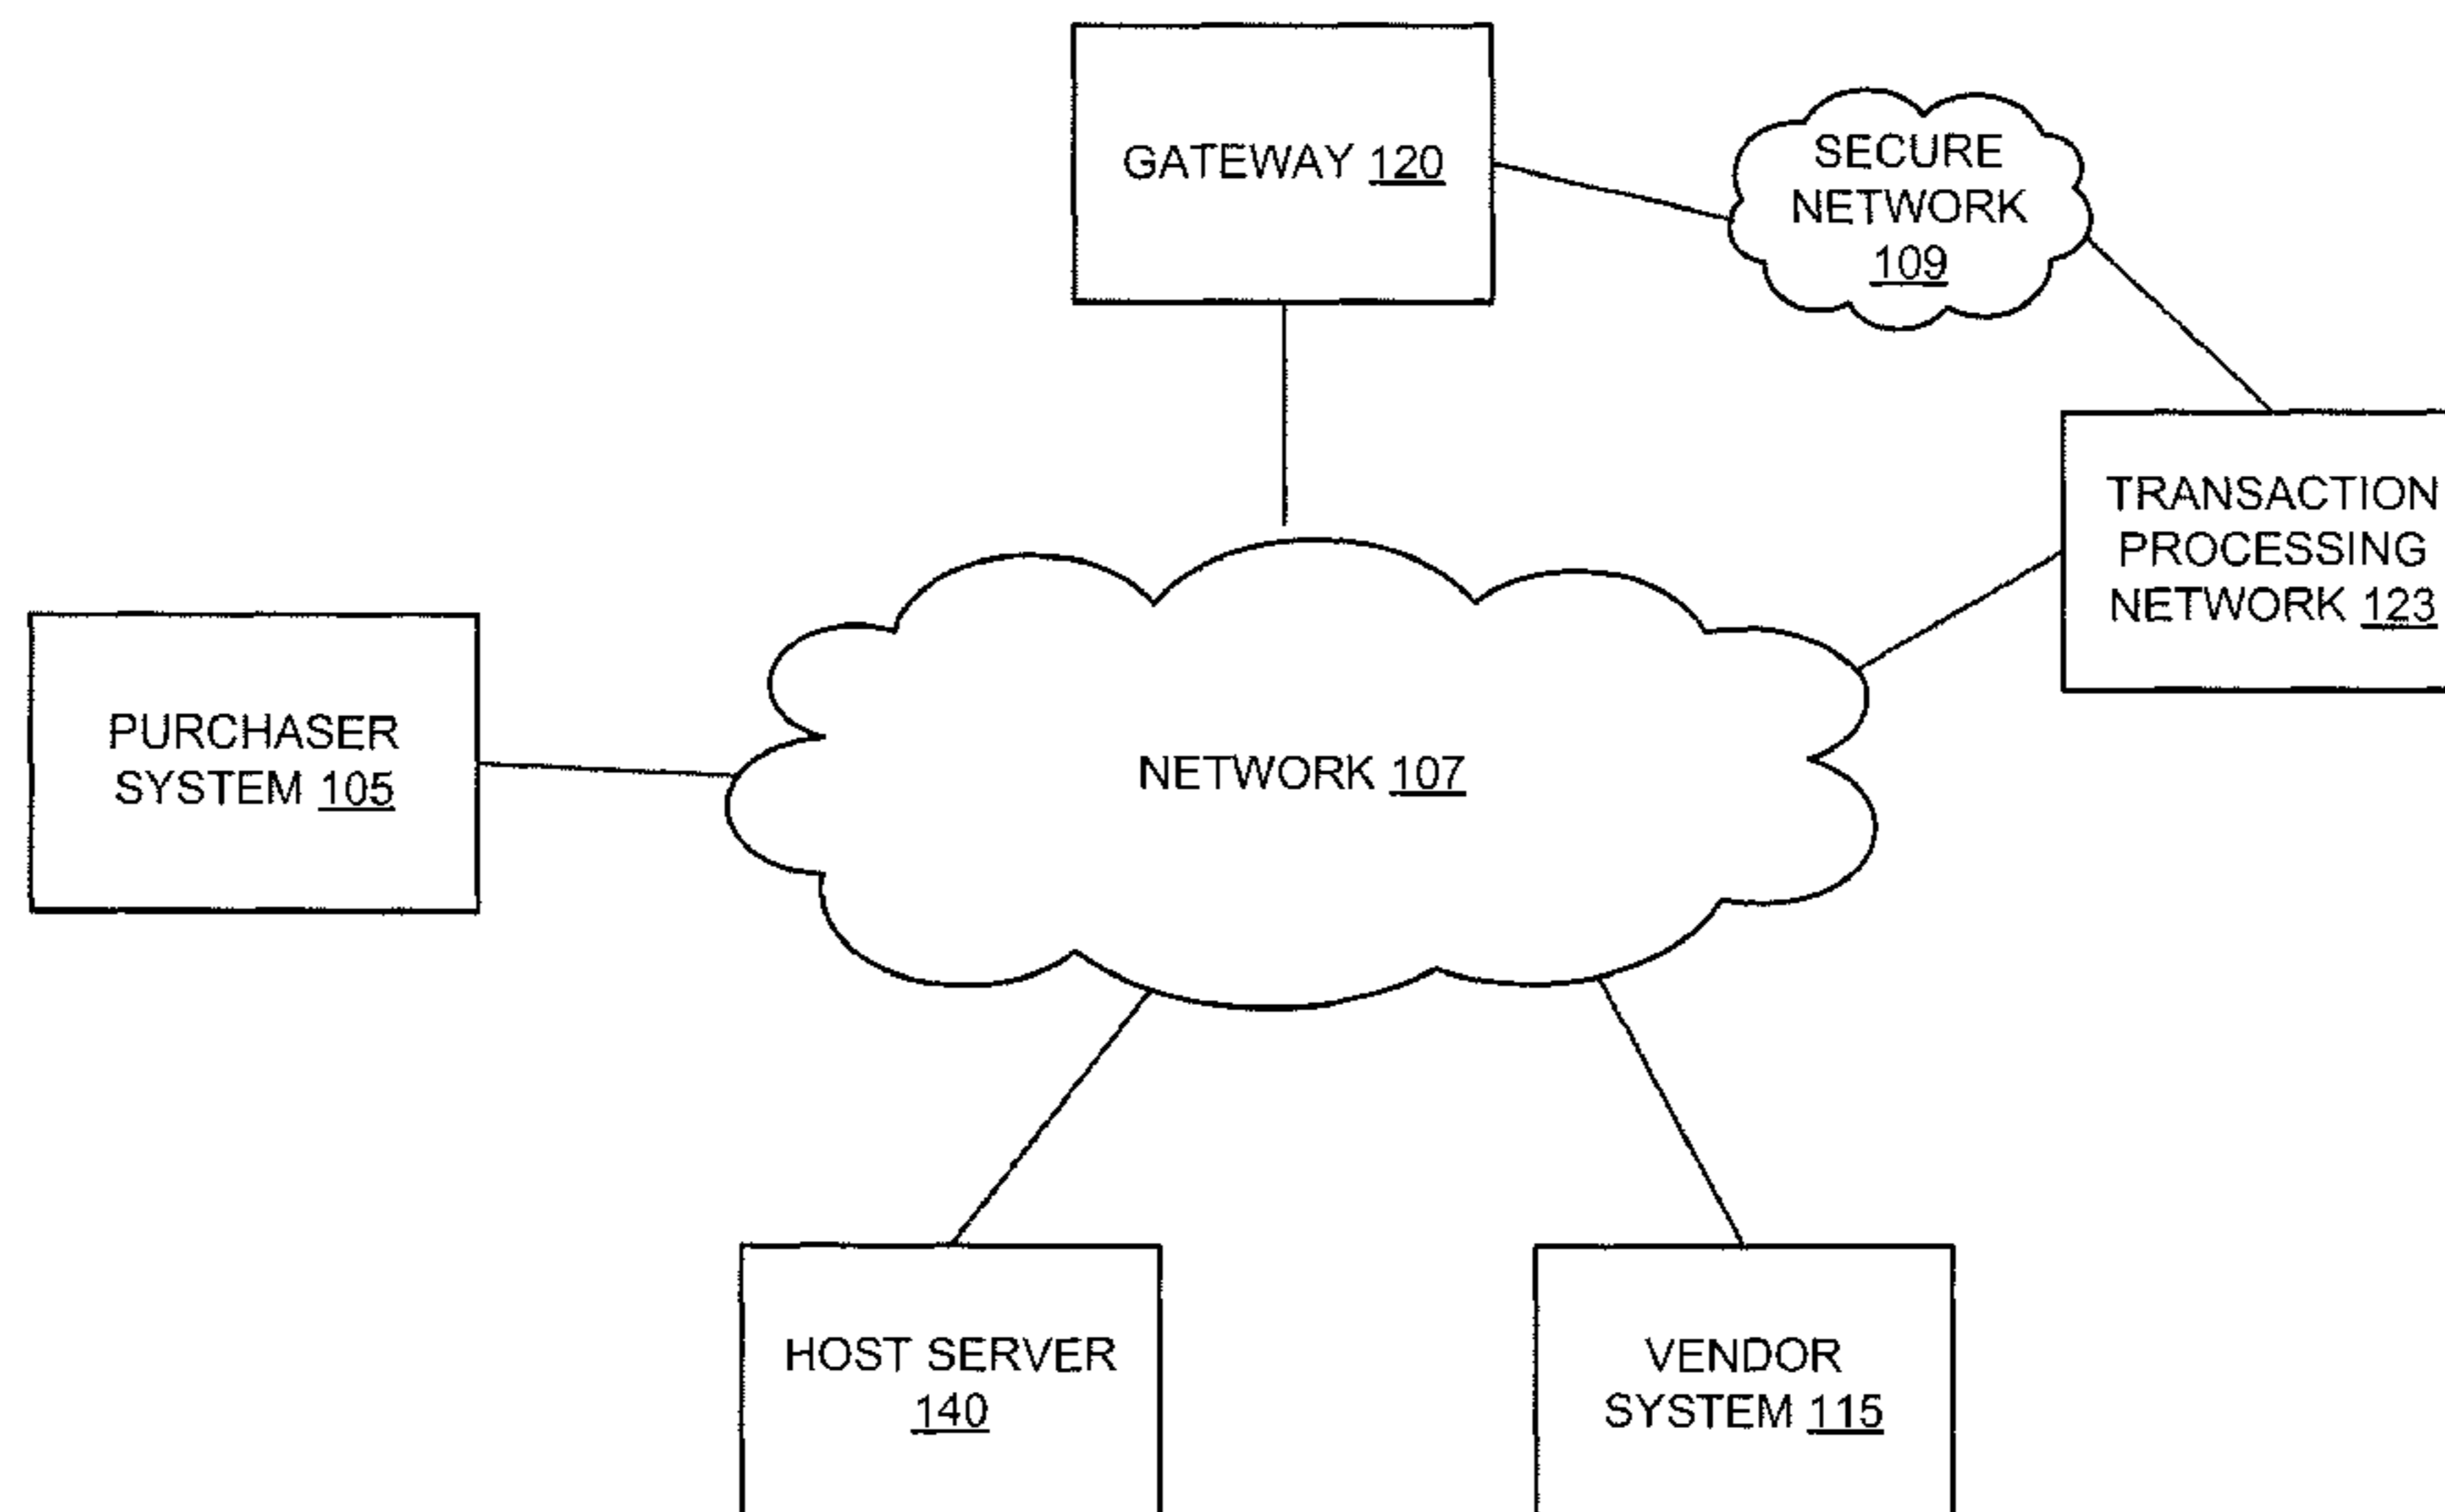 GATEWAY 120
SECURE
NETWORK
109
TRANSACTION
PROCESSING
NETWORK 123
PURCHASER
SYSTEM 105
NETWORK 107
HOST SERVER
140
VENDOR
SYSTEM 115